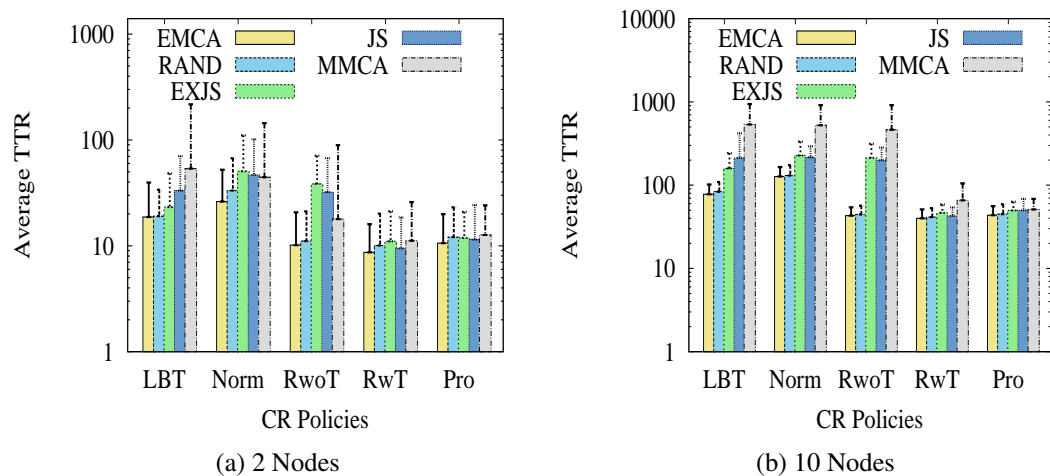 1000
100
10
1
Average TTR
EMCA
RAND
EXJS
JS
MMCA
LBT Norm RwoT RwT Pro
CR Policies
(a) 2 Nodes
10000
1000
100
10
1
Average TTR
EMCA
RAND
EXJS
JS
MMCA
LBT Norm RwoT RwT Pro
CR Policies
(b) 10 Nodes